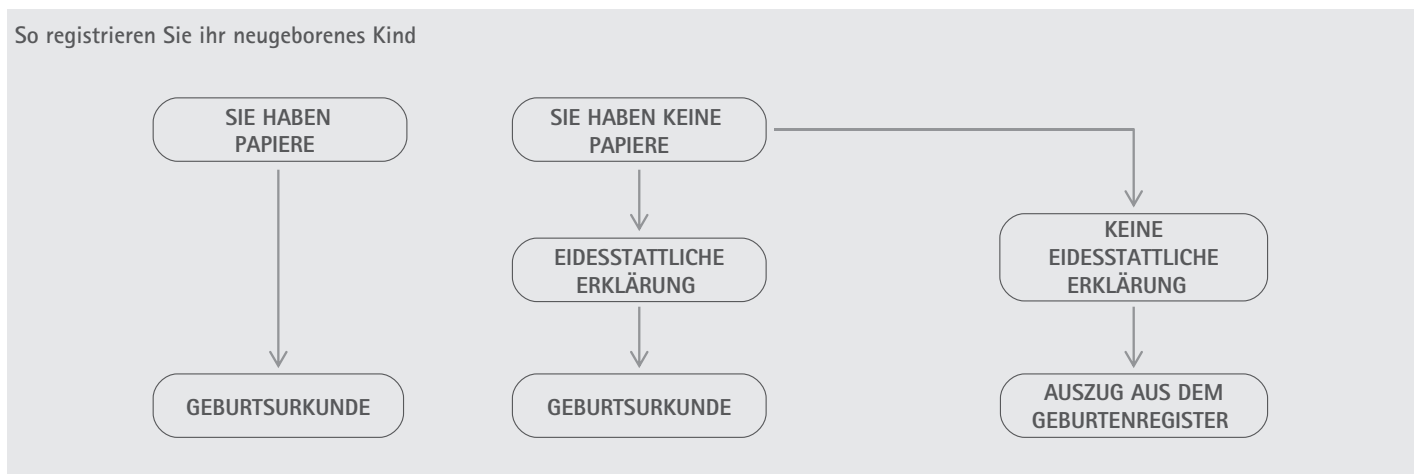 So registrieren Sie ihr neugeborenes Kind
SIE HABEN
PAPIERE
SIE HABEN KEINE
PAPIERE
EIDESSTATTLICHE
ERKLÄRUNG
KEINE
EIDESSTATTLICHE
ERKLÄRUNG
GEBURTSURKUNDE
GEBURTSURKUNDE
AUSZUG AUS DEM
GEBURTENREGISTER